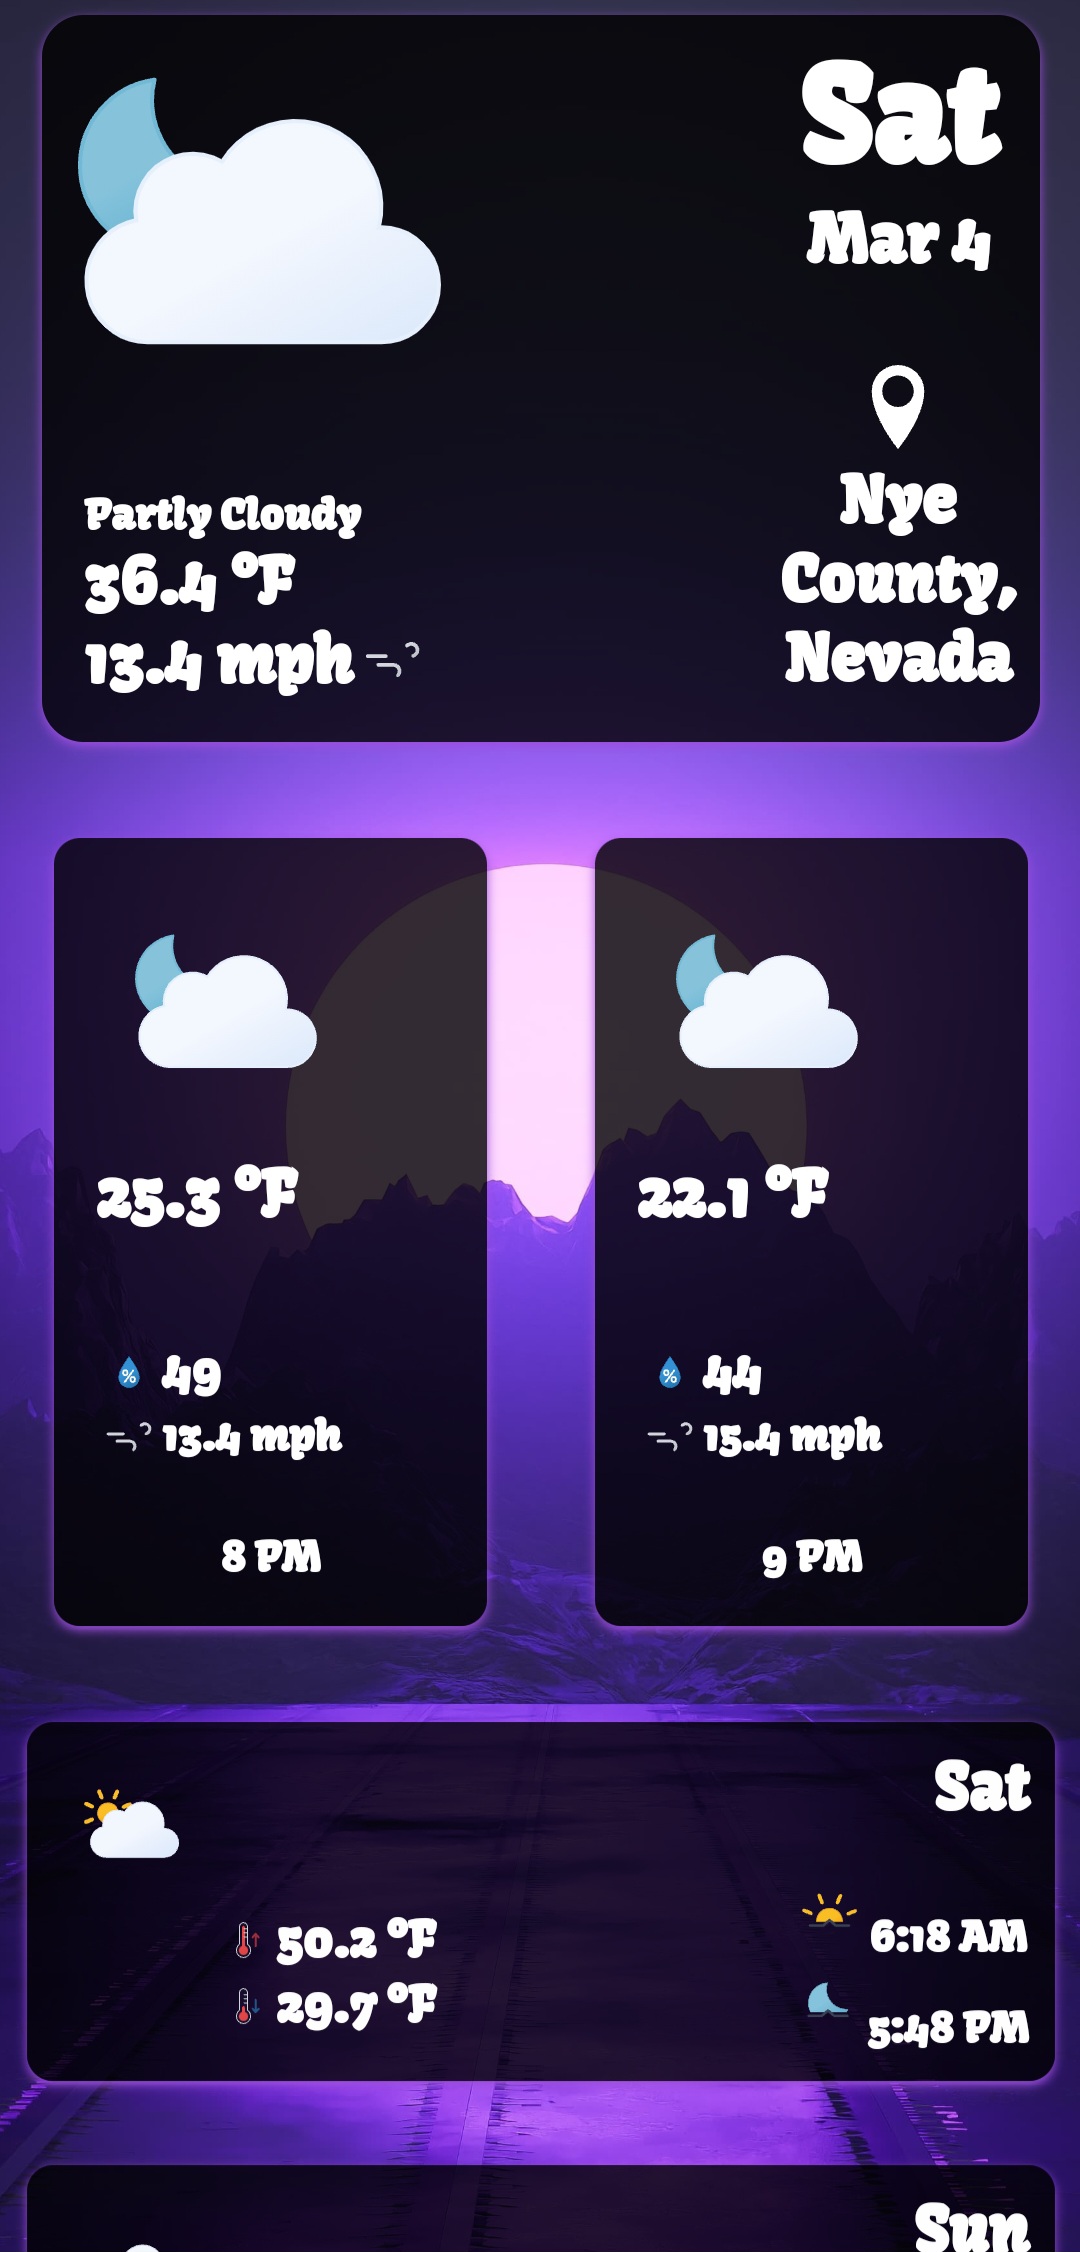 Sat
Mar 4
Nye
County,
Nevada
Partly Cloudy
36.4 °F
13.4 mph
25.3 °F
% 49
13.4 mph
8 PM
22.1 °F
% 44
15.4 mph
9 PM
Sat
50.2 °F
29.7 °F
6:18 AM
5:48 PM
Sun